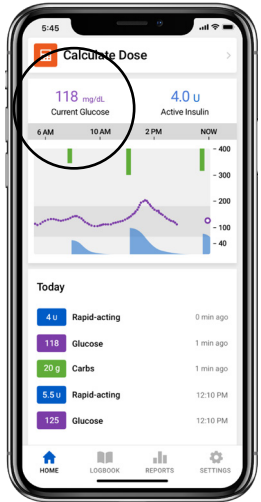 5:45
Calculate Dose
118 mg/dL
Current Glucose
4.0 U
Active Insulin
6 AM 10 AM 2 PM NOW
400
300
200
100
40
Today
4 U Rapid-acting 0 min ago
118 Glucose 1 min ago
20 g Carbs 1 min ago
5.5 U Rapid-acting 12:10 PM
125 Glucose 12:10 PM
HOME LOGBOOK REPORTS SETTINGS